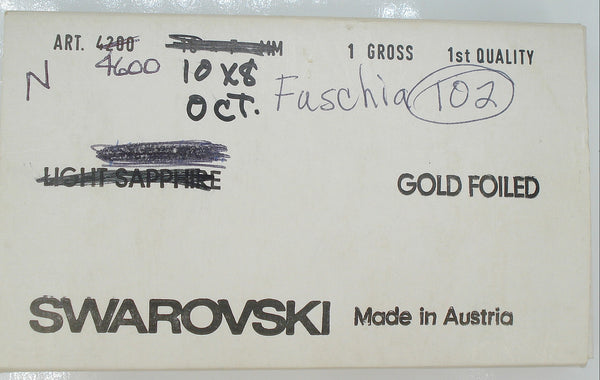 ART. 4200 MM 1 GROSS 1st QUALITY
N 4600 10 x 8 Fuschia TO2
OCT.
LIGHT SAPPHIRE GOLD FOILED
SWAROVSKI Made in Austria